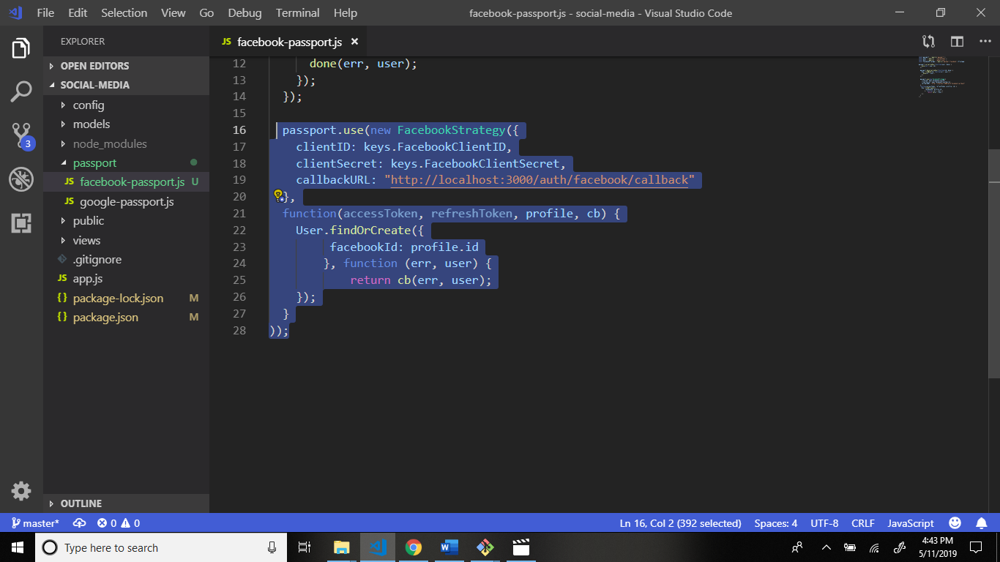 File Edit Selection View Go Debug Terminal Help
facebook-passport.js - social-media - Visual Studio Code
EXPLORER
OPEN EDITORS
SOCIAL-MEDIA
config
models
node_modules
passport
JS facebook-passport.js U
JS google-passport.js
public
views
.gitignore
JS app.js
{} package-lock.json M
{} package.json M
OUTLINE
3
JS facebook-passport.js
12 done(err, user);
13 });
14 });
15
16 passport.use(new FacebookStrategy({
17 clientID: keys.FacebookClientID,
18 clientSecret: keys.FacebookClientSecret,
19 callbackURL: "http://localhost:3000/auth/facebook/callback"
20 },
21 function(accessToken, refreshToken, profile, cb) {
22 User.findOrCreate({
23 facebookId: profile.id
24 }, function (err, user) {
25 return cb(err, user);
26 });
27 }
28 ));
master* 0 0 Ln 16, Col 2 (392 selected) Spaces: 4 UTF-8 CRLF JavaScript
Type here to search
4:43 PM
5/11/2019